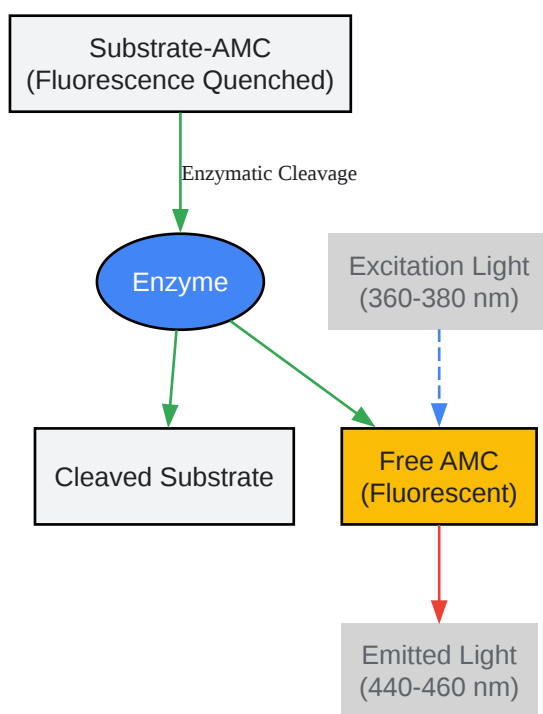 Substrate-AMC
(Fluorescence Quenched)
Enzymatic Cleavage
Enzyme
Excitation Light
(360-380 nm)
Cleaved Substrate
Free AMC
(Fluorescent)
Emitted Light
(440-460 nm)